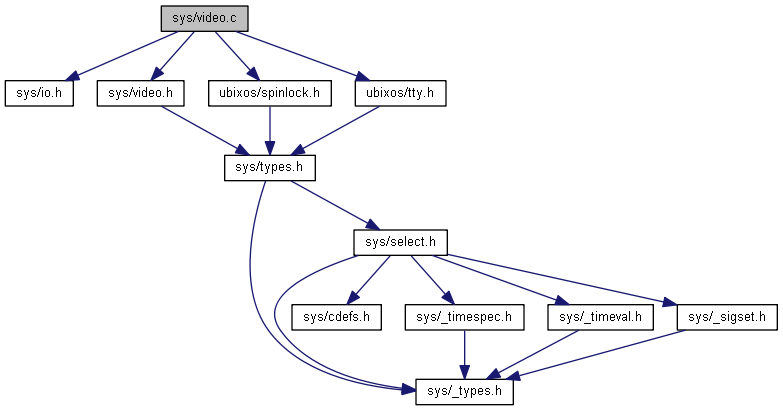 sys/video.c
sys/io.h
sys/video.h
ubixos/spinlock.h
ubixos/tty.h
sys/types.h
sys/select.h
sys/cdefs.h
sys/_timespec.h
sys/_timeval.h
sys/_sigset.h
sys/_types.h